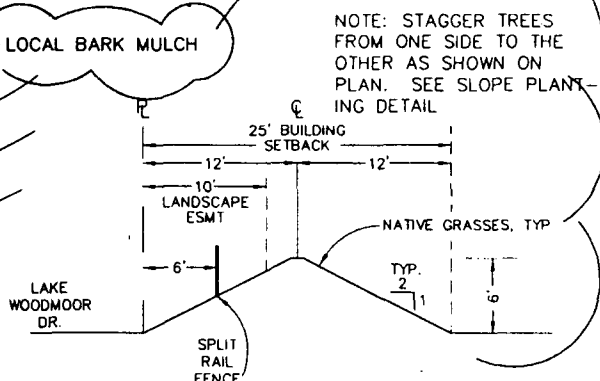 LOCAL BARK MULCH
NOTE: STAGGER TREES
FROM ONE SIDE TO THE
OTHER AS SHOWN ON
PLAN. SEE SLOPE PLANT-
ING DETAIL
PL
CL
25' BUILDING
SETBACK
12'
12'
10'
LANDSCAPE
ESMT
NATIVE GRASSES, TYP
6'
TYP.
2
1
6'
LAKE
WOODMOOR
DR.
SPLIT
RAIL
FENCE